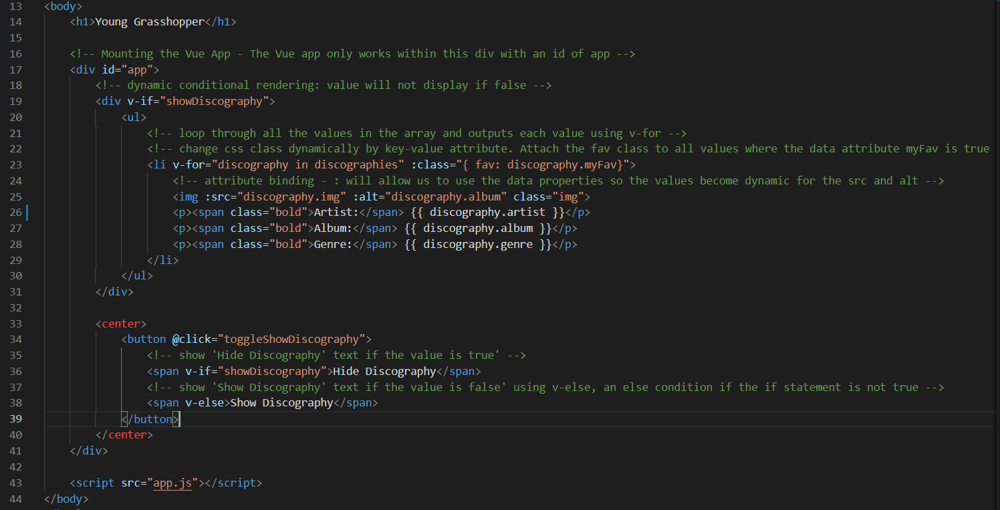 13 <body>
14 <h1>Young Grasshopper</h1>
15
16 <!-- Mounting the Vue App - The Vue app only works within this div with an id of app -->
17 <div id="app">
18 <!-- dynamic conditional rendering: value will not display if false -->
19 <div v-if="showDiscography">
20 <ul>
21 <!-- loop through all the values in the array and outputs each value using v-for -->
22 <!-- change css class dynamically by key-value attribute. Attach the fav class to all values where the data attribute myFav is true
23 <li v-for="discography in discographies" :class="{ fav: discography.myFav}">
24 <!-- attribute binding - : will allow us to use the data properties so the values become dynamic for the src and alt -->
25 <img :src="discography.img" :alt="discography.album" class="img">
26 <p><span class="bold">Artist:</span> {{ discography.artist }}</p>
27 <p><span class="bold">Album:</span> {{ discography.album }}</p>
28 <p><span class="bold">Genre:</span> {{ discography.genre }}</p>
29 </li>
30 </ul>
31 </div>
32
33 <center>
34 <button @click="toggleShowDiscography">
35 <!-- show 'Hide Discography' text if the value is true' -->
36 <span v-if="showDiscography">Hide Discography</span>
37 <!-- show 'Show Discography' text if the value is false' using v-else, an else condition if the if statement is not true -->
38 <span v-else>Show Discography</span>
39 </button>
40 </center>
41 </div>
42
43 <script src="app.js"></script>
44 </body>